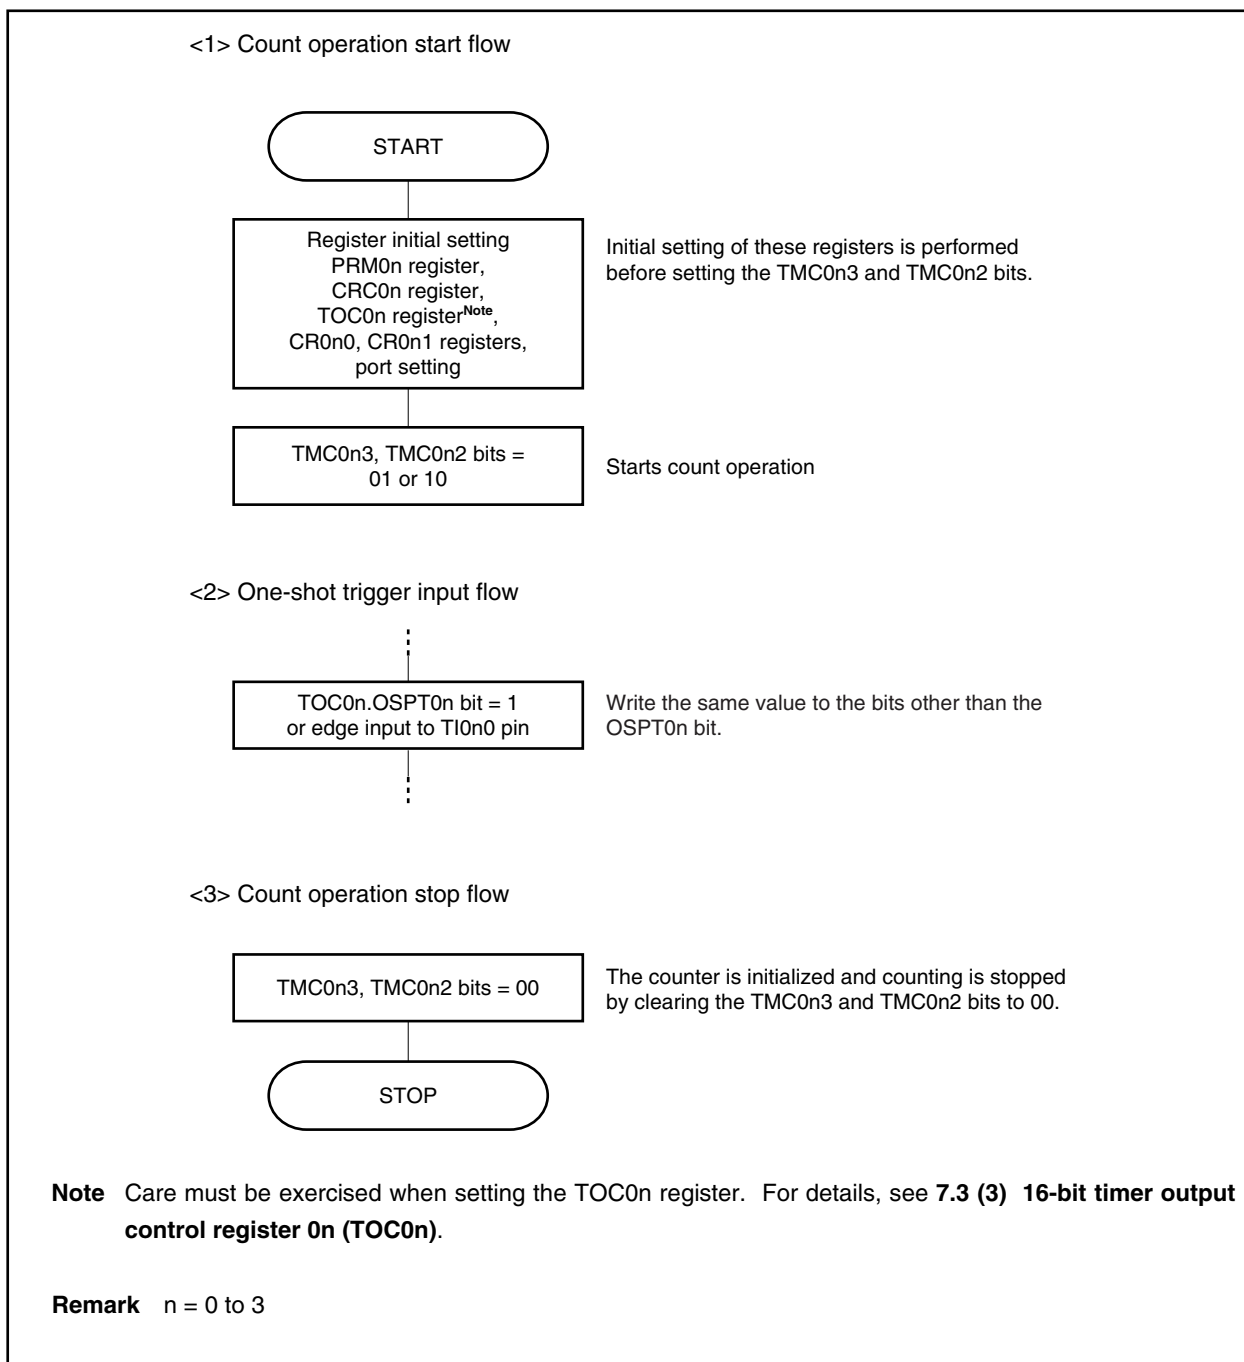 <1> Count operation start flow
START
Register initial setting
PRM0n register,
CRC0n register,
TOC0n registerNote,
CR0n0, CR0n1 registers,
port setting
Initial setting of these registers is performed
before setting the TMC0n3 and TMC0n2 bits.
TMC0n3, TMC0n2 bits =
01 or 10
Starts count operation
<2> One-shot trigger input flow
TOC0n.OSPT0n bit = 1
or edge input to TI0n0 pin
Write the same value to the bits other than the
OSPT0n bit.
<3> Count operation stop flow
TMC0n3, TMC0n2 bits = 00
The counter is initialized and counting is stopped
by clearing the TMC0n3 and TMC0n2 bits to 00.
STOP
Note Care must be exercised when setting the TOC0n register. For details, see 7.3 (3) 16-bit timer output
control register 0n (TOC0n).
Remark n = 0 to 3